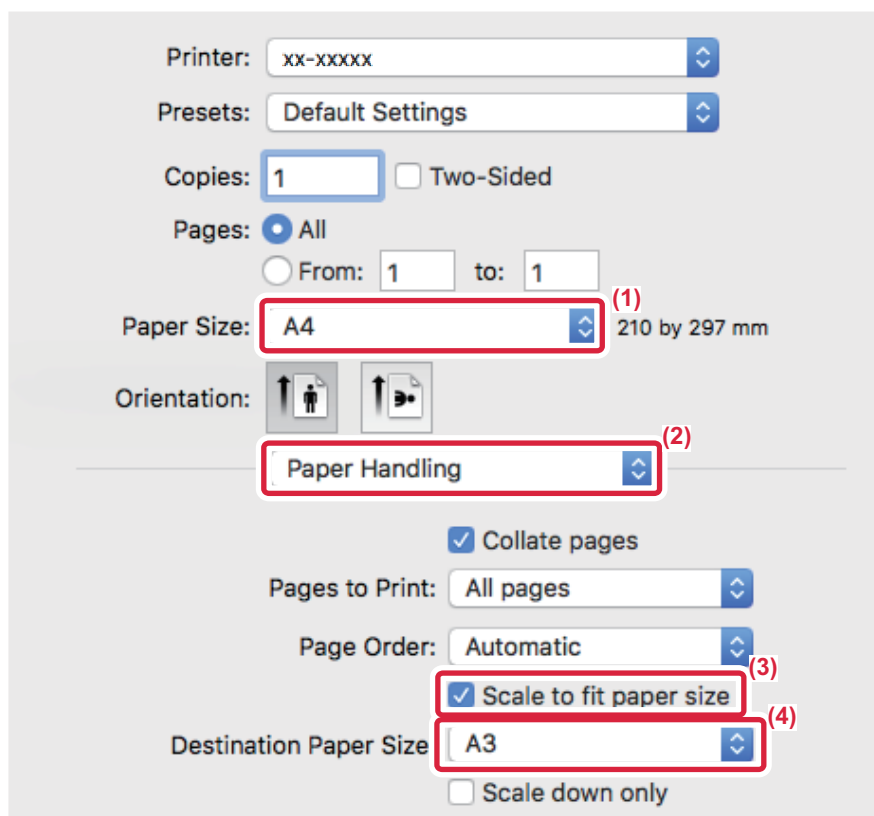 Printer: xx-xxxxx
Presets: Default Settings
Copies: 1 Two-Sided
Pages: All
From: 1 to: 1
(1)
Paper Size: A4 210 by 297 mm
Orientation:
(2)
Paper Handling
Collate pages
Pages to Print: All pages
Page Order: Automatic
(3)
Scale to fit paper size
(4)
Destination Paper Size A3
Scale down only